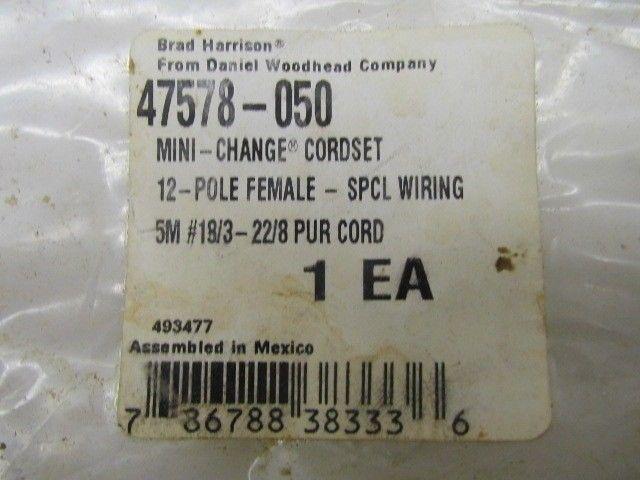 Brad Harrison®
From Daniel Woodhead Company
47578-050
MINI-CHANGE® CORDSET
12-POLE FEMALE - SPCL WIRING
5M #18/3-22/8 PUR CORD
1 EA
493477
Assembled in Mexico
7 86788 38333 6